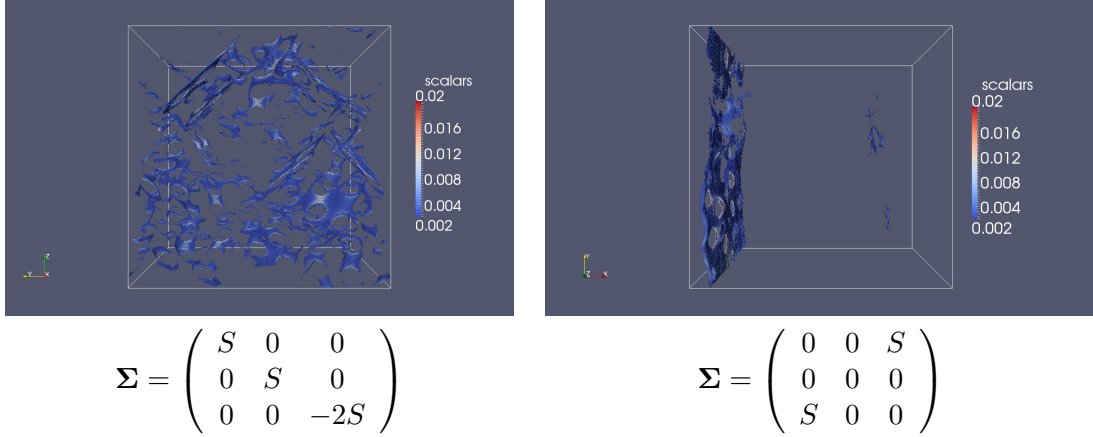 scalars
0.02
0.016
0.012
0.008
0.004
0.002
Z
Y
X
scalars
0.02
0.016
0.012
0.008
0.004
0.002
Y
Z
X
Σ = ( S 0 0
0 S 0
0 0 −2S )
Σ = ( 0 0 S
0 0 0
S 0 0 )